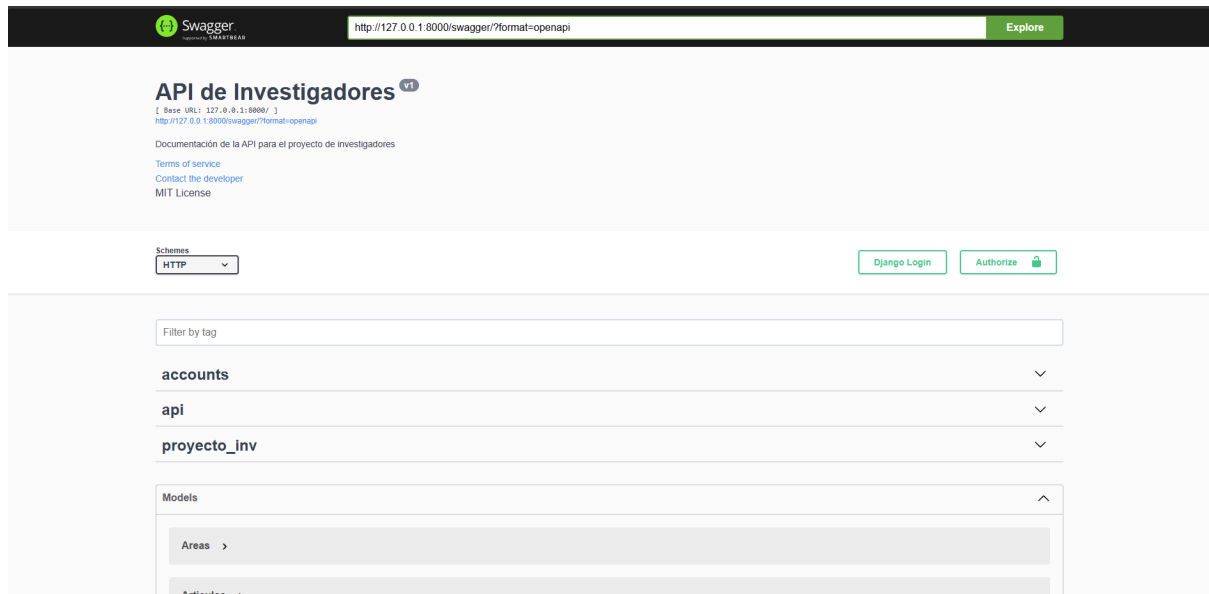 Swagger
Supported by SMARTBEAR
http://127.0.0.1:8000/swagger/?format=openapi
Explore
API de Investigadores v1
[ Base URL: 127.0.0.1:8000/ ]
http://127.0.0.1:8000/swagger/?format=openapi
Documentación de la API para el proyecto de investigadores
Terms of service
Contact the developer
MIT License
Schemes
HTTP
Django Login
Authorize
Filter by tag
accounts
api
proyecto_inv
Models
Areas
Articulos